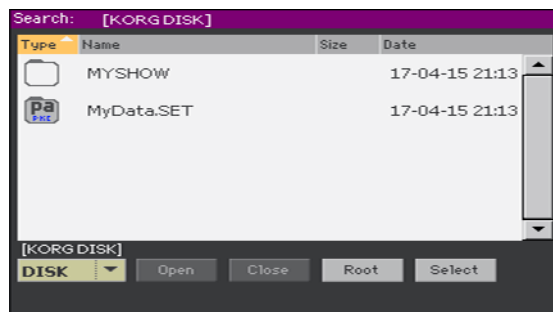 Search: [KORG DISK]
Type Name Size Date
MYSHOW 17-04-15 21:13
Pa PKG MyData.SET 17-04-15 21:13
[KORG DISK]
DISK Open Close Root Select